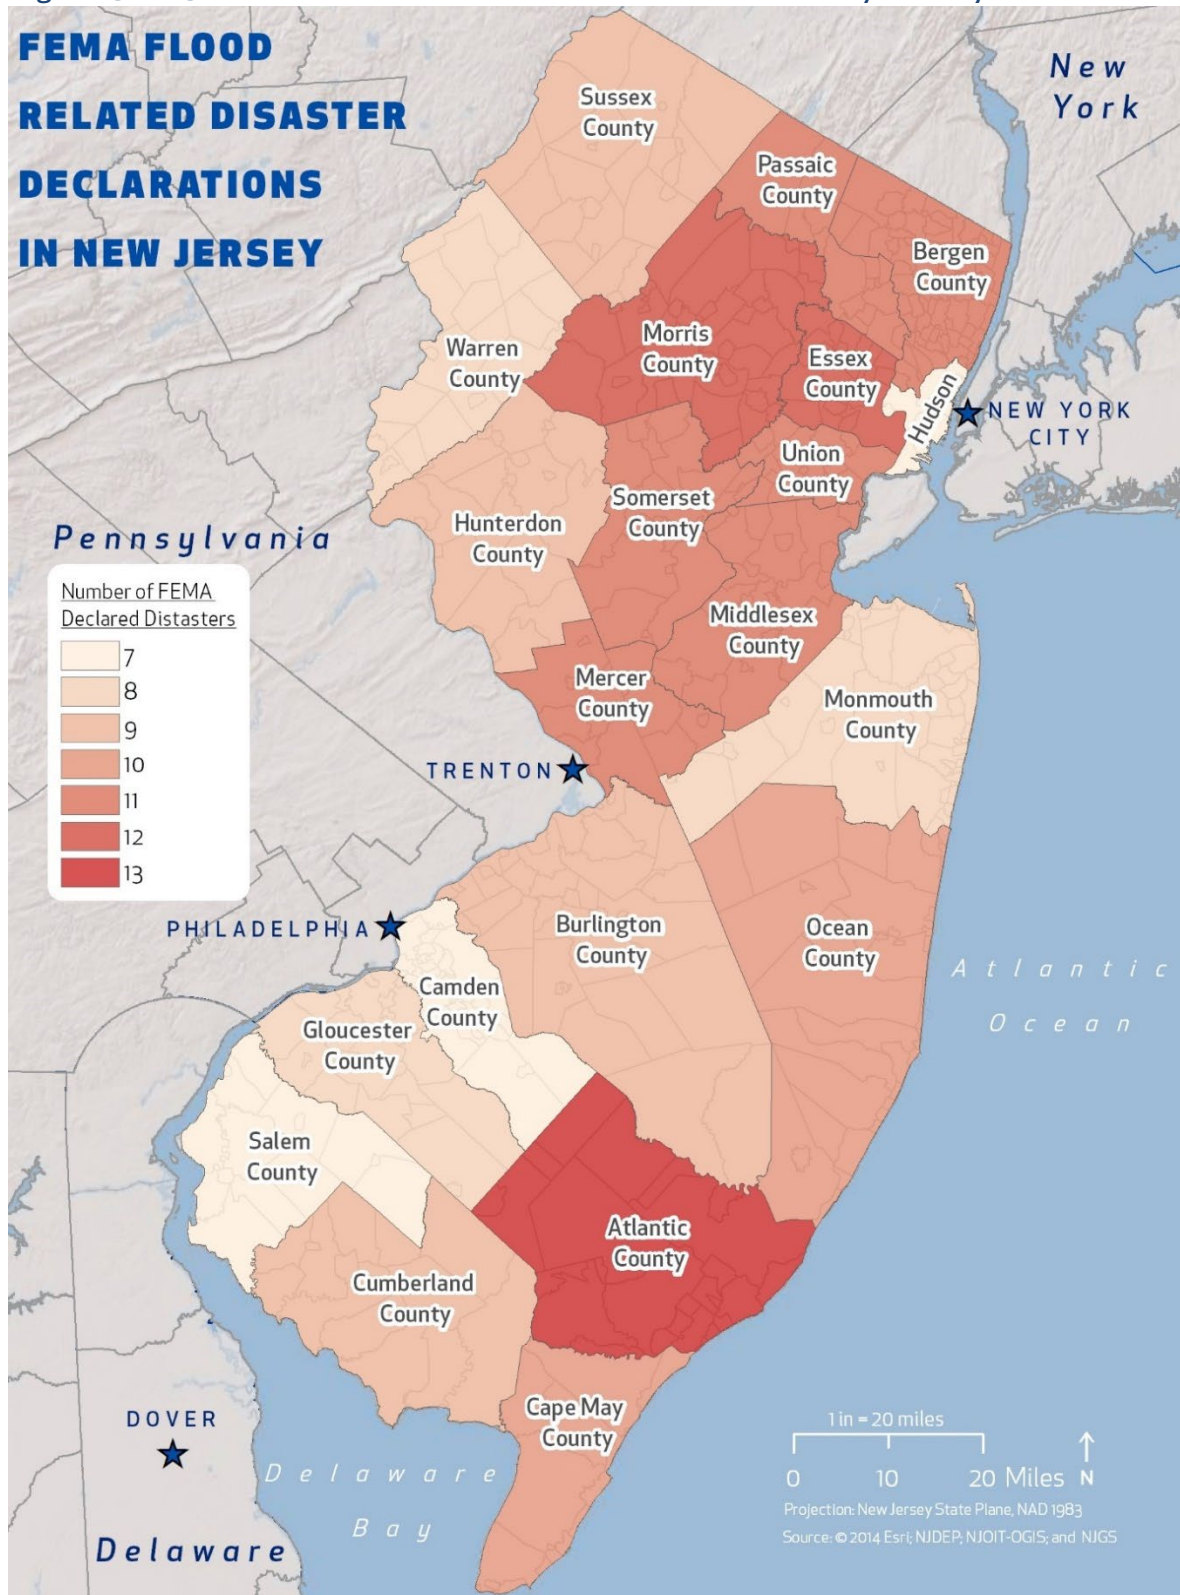 FEMA FLOOD
RELATED DISASTER
DECLARATIONS
IN NEW JERSEY
New
York
Sussex
County
Passaic
County
Bergen
County
Morris
County
Essex
County
Warren
County
Hudson
NEW YORK
CITY
Union
County
Somerset
County
Hunterdon
County
Pennsylvania
Middlesex
County
Mercer
County
Monmouth
County
Number of FEMA
Declared Distasters
7
8
9
10
11
12
13
TRENTON
PHILADELPHIA
Burlington
County
Ocean
County
Camden
County
Gloucester
County
Atlantic
Ocean
Salem
County
Atlantic
County
Cumberland
County
Cape May
County
DOVER
Delaware
Bay
Delaware
1 in = 20 miles
0 10 20 Miles N
Projection: New Jersey State Plane, NAD 1983
Source: © 2014 Esri; NJDEP; NJOIT-OGIS; and NJGS